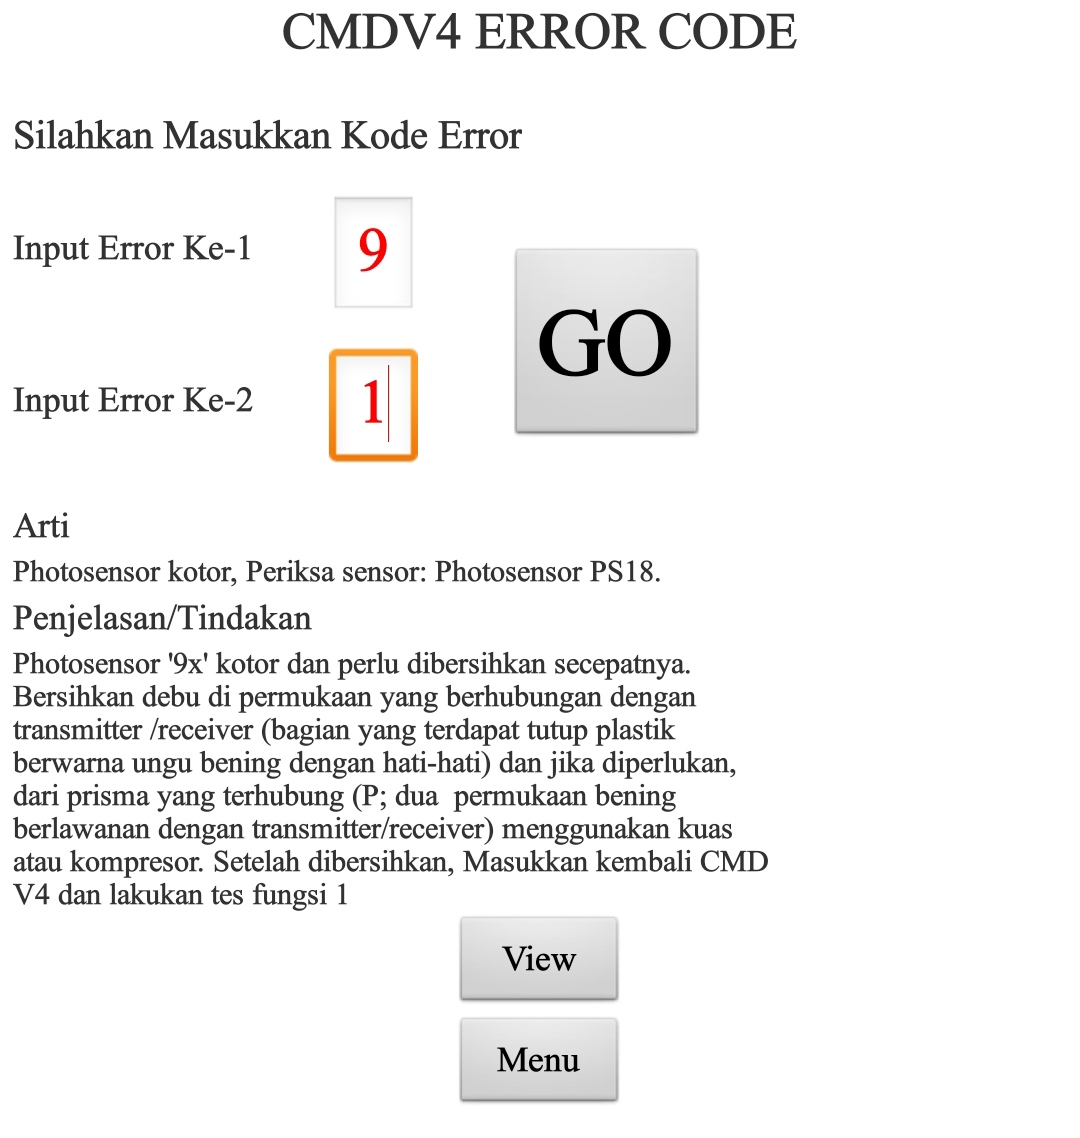 CMDV4 ERROR CODE
Silahkan Masukkan Kode Error
Input Error Ke-1
9
GO
Input Error Ke-2
1
Arti
Photosensor kotor, Periksa sensor: Photosensor PS18.
Penjelasan/Tindakan
Photosensor '9x' kotor dan perlu dibersihkan secepatnya.
Bersihkan debu di permukaan yang berhubungan dengan
transmitter /receiver (bagian yang terdapat tutup plastik
berwarna ungu bening dengan hati-hati) dan jika diperlukan,
dari prisma yang terhubung (P; dua  permukaan bening
berlawanan dengan transmitter/receiver) menggunakan kuas
atau kompresor. Setelah dibersihkan, Masukkan kembali CMD
V4 dan lakukan tes fungsi 1
View
Menu